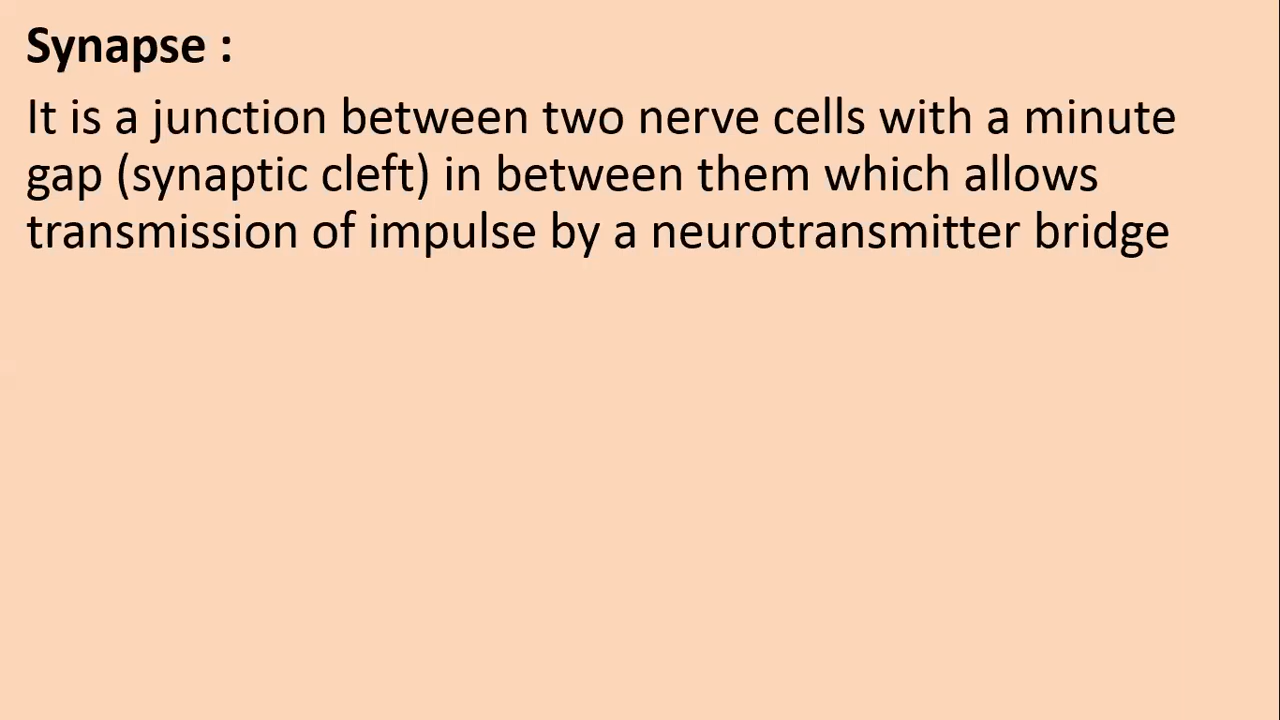 Synapse :
It is a junction between two nerve cells with a minute
gap (synaptic cleft) in between them which allows
transmission of impulse by a neurotransmitter bridge